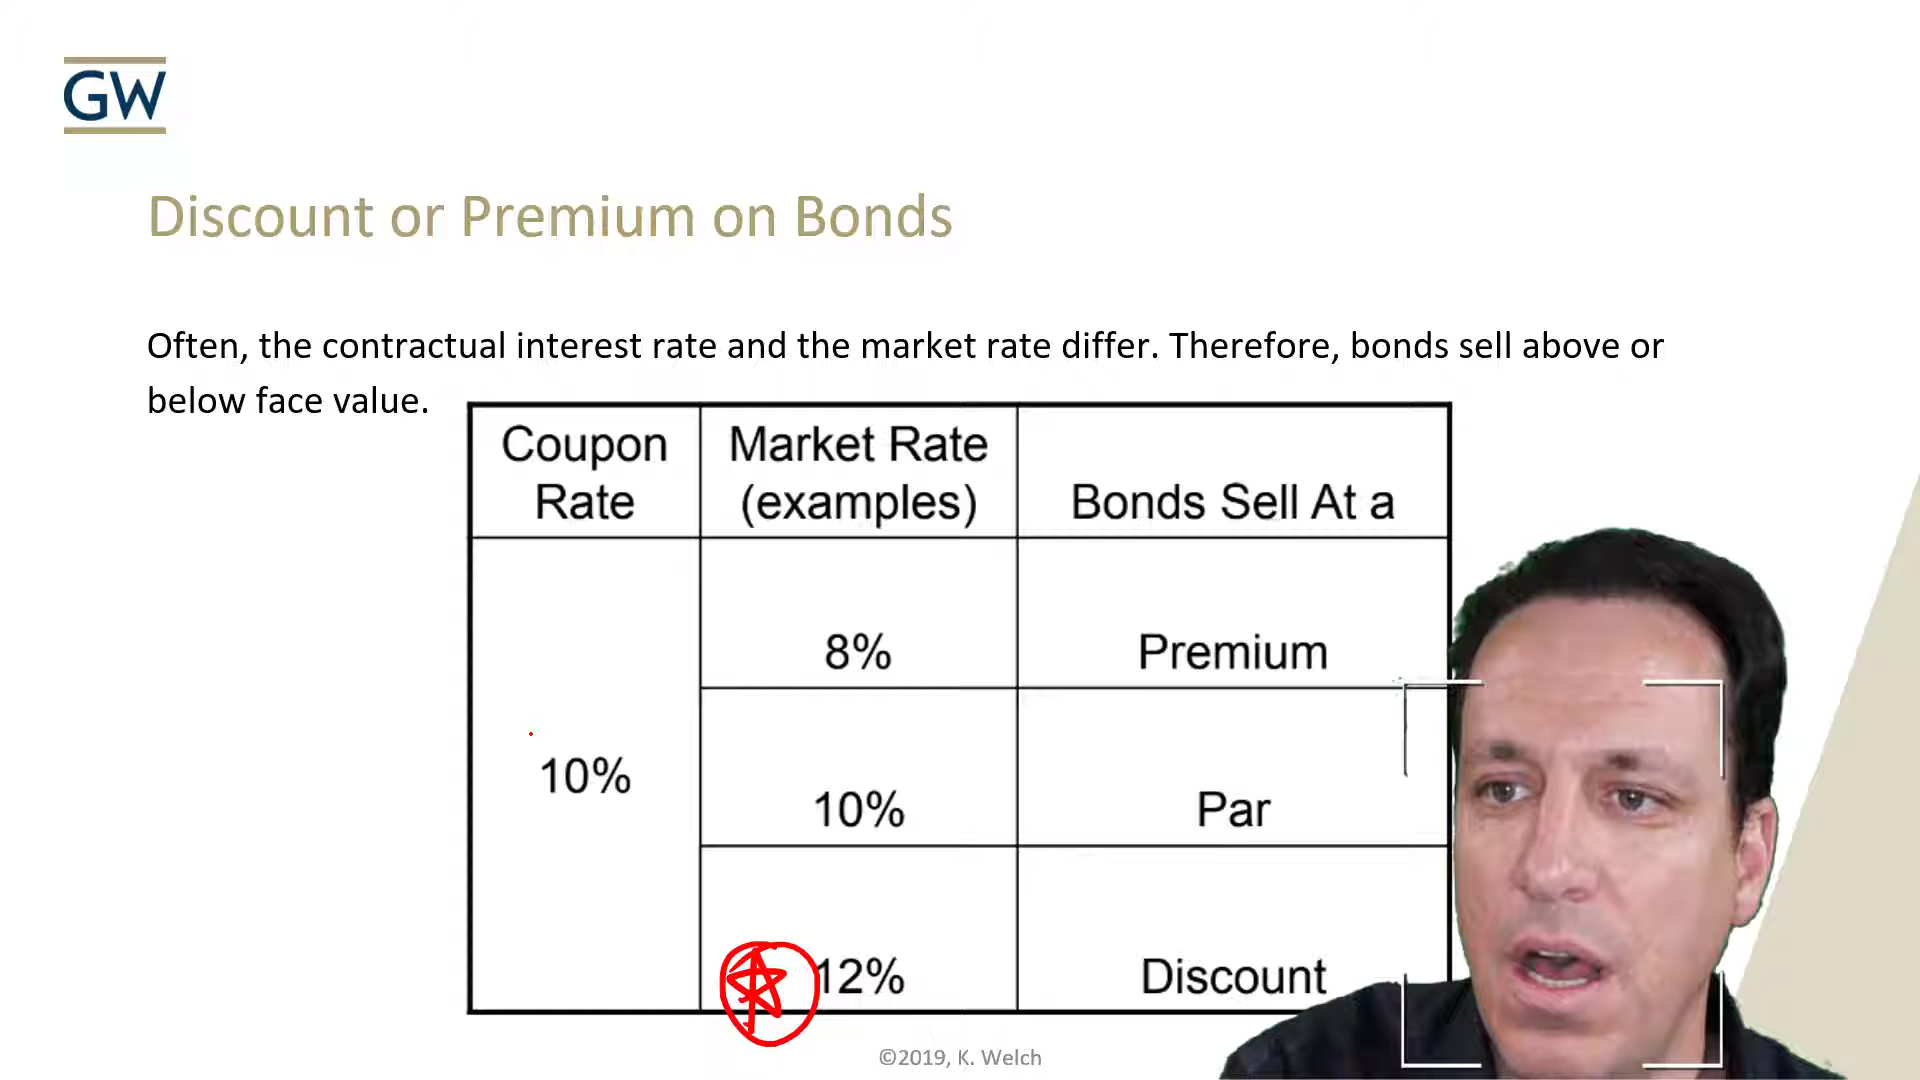 GW
Discount or Premium on Bonds
Often, the contractual interest rate and the market rate differ. Therefore, bonds sell above or
below face value.
Coupon Rate
Market Rate (examples)
Bonds Sell At a
10%
8%
Premium
10%
Par
12%
Discount
©2019, K. Welch